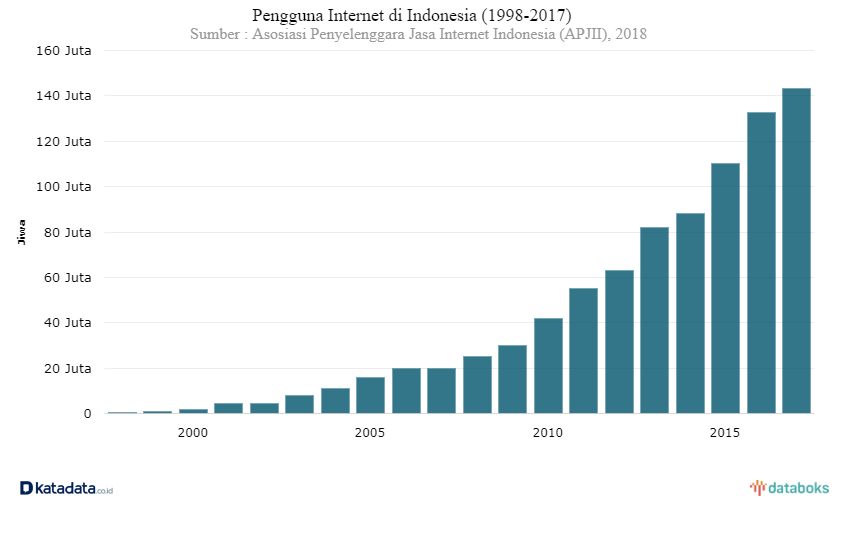 Pengguna Internet di Indonesia (1998-2017)
Sumber : Asosiasi Penyelenggara Jasa Internet Indonesia (APJII), 2018
160 Juta
140 Juta
120 Juta
100 Juta
80 Juta
60 Juta
40 Juta
20 Juta
0
Jiwa
2000 2005 2010 2015
katadata.co.id
databoks